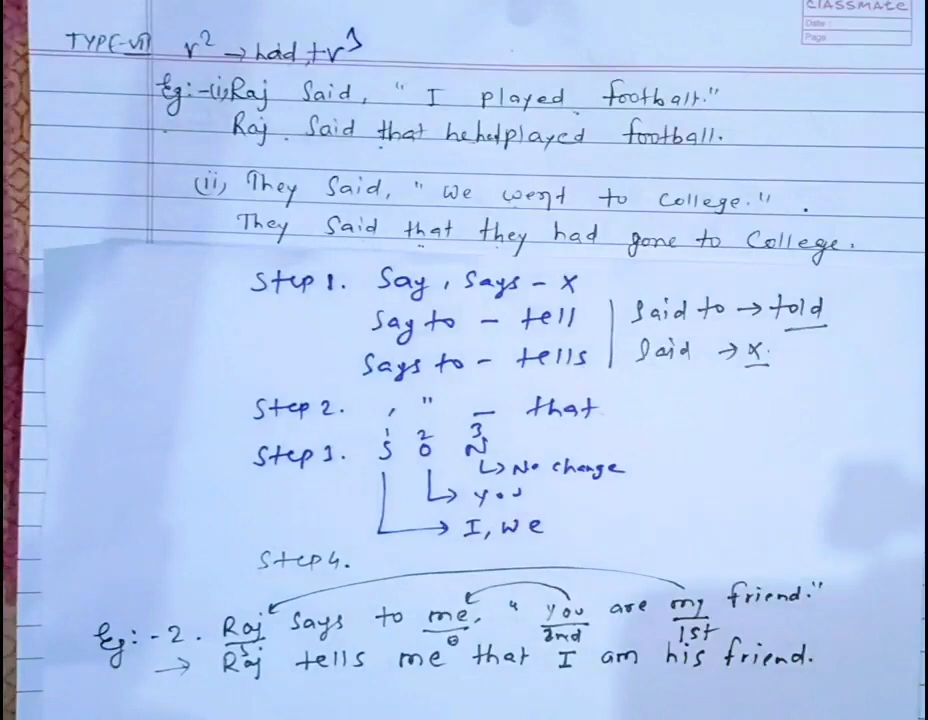 CLASSMATE
Date
Page
TYPE-VII v² → had + v³
Eg:-(i) Raj Said, " I played football."
Raj Said that he had played football.
(ii) They Said, " we went to College."
They Said that they had gone to College.
Step 1. Say, Says - x
Say to - tell | Said to → told
Says to - tells | Said → x.
Step 2. , " — that
1 2 3
Step 3. S O N
↳ No change
↳ you
→ I, we
Step 4.
Eg:-2. Raj Says to me, " you are my friend."
S O 2nd 1st
→ Raj tells me that I am his friend.